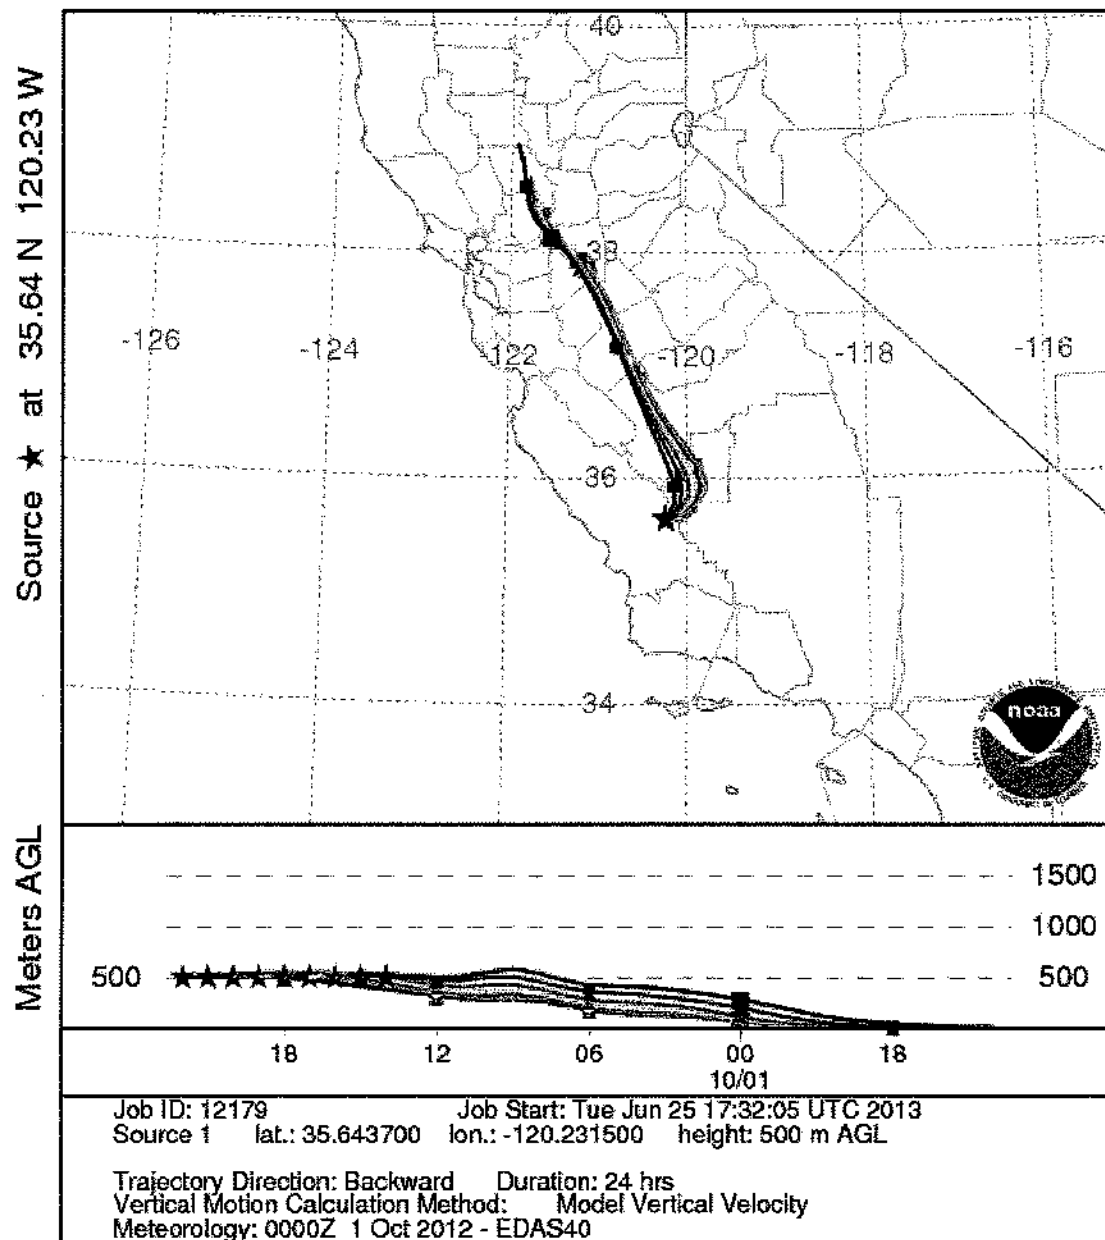 Source ★ at 35.64 N 120.23 W
40
38
-126
-124
-122
-120
-118
-116
36
34
noaa
Meters AGL
1500
1000
500
500
18
12
06
00
18
10/01
Job ID: 12179 Job Start: Tue Jun 25 17:32:05 UTC 2013
Source 1 lat.: 35.643700 lon.: -120.231500 height: 500 m AGL
Trajectory Direction: Backward Duration: 24 hrs
Vertical Motion Calculation Method: Model Vertical Velocity
Meteorology: 0000Z 1 Oct 2012 - EDAS40